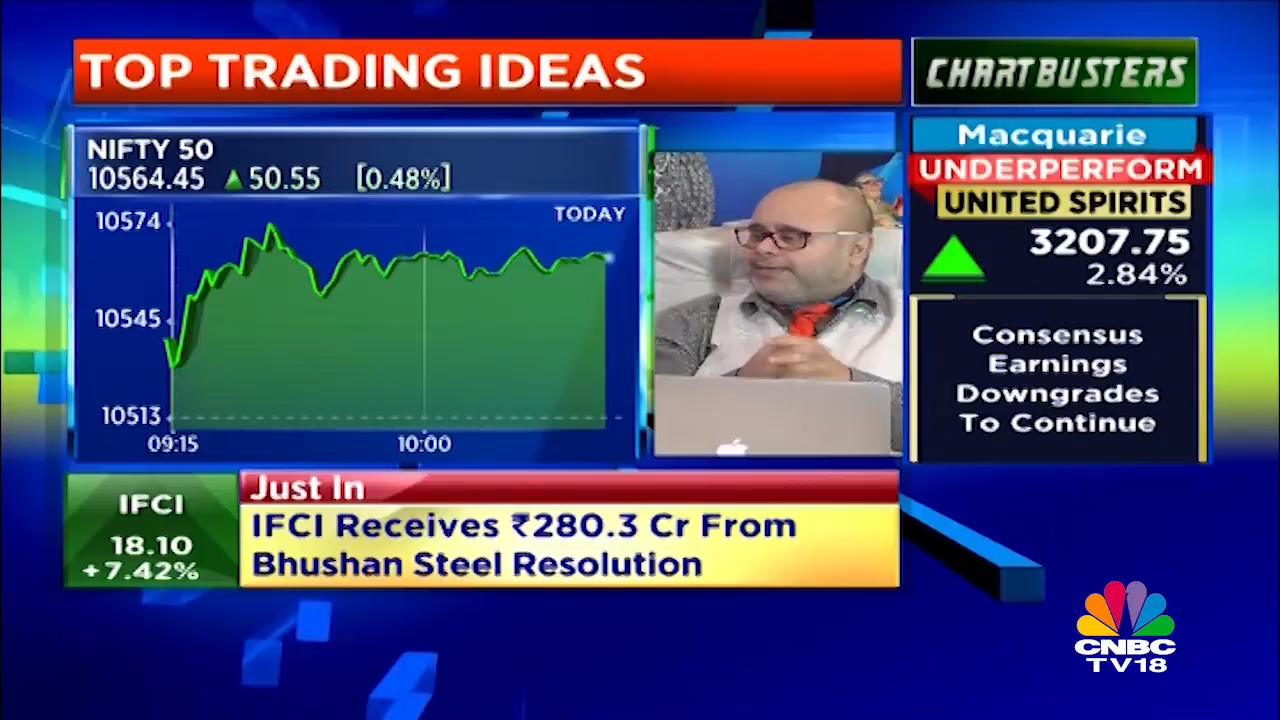 TOP TRADING IDEAS
CHARTBUSTERS
NIFTY 50
10564.45 ▲ 50.55 [0.48%]
TODAY
10574
10545
10513
09:15 10:00
Macquarie
UNDERPERFORM
UNITED SPIRITS
3207.75
2.84%
Consensus
Earnings
Downgrades
To Continue
IFCI
18.10
+7.42%
Just In
IFCI Receives ₹280.3 Cr From
Bhushan Steel Resolution
CNBC
TV18